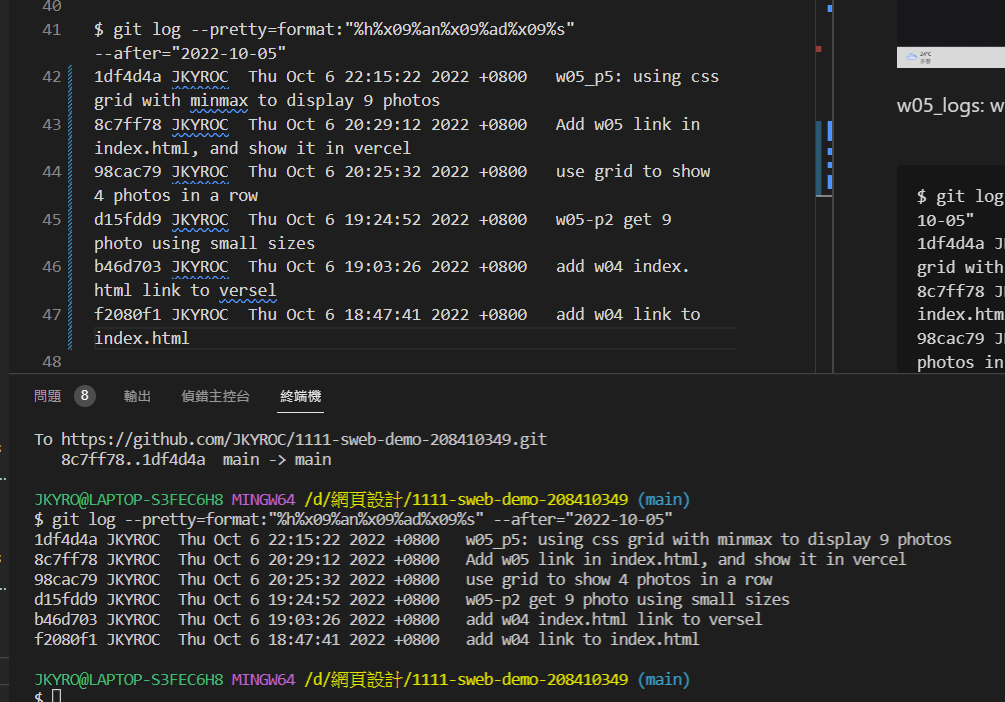 40
41 $ git log --pretty=format:"%h%x09%an%x09%ad%x09%s"
--after="2022-10-05"
42 1df4d4a JKYROC  Thu Oct 6 22:15:22 2022 +0800   w05_p5: using css
grid with minmax to display 9 photos
43 8c7ff78 JKYROC  Thu Oct 6 20:29:12 2022 +0800   Add w05 link in
index.html, and show it in vercel
44 98cac79 JKYROC  Thu Oct 6 20:25:32 2022 +0800   use grid to show
4 photos in a row
45 d15fdd9 JKYROC  Thu Oct 6 19:24:52 2022 +0800   w05-p2 get 9
photo using small sizes
46 b46d703 JKYROC  Thu Oct 6 19:03:26 2022 +0800   add w04 index.
html link to versel
47 f2080f1 JKYROC  Thu Oct 6 18:47:41 2022 +0800   add w04 link to
index.html
48
24°C
w05_logs: w
$ git log
10-05"
1df4d4a J
grid with
8c7ff78 J
index.htm
98cac79 J
photos in
問題 8 輸出 偵錯主控台 終端機
To https://github.com/JKYROC/1111-sweb-demo-208410349.git
8c7ff78..1df4d4a  main -> main
JKYRO@LAPTOP-S3FEC6H8 MINGW64 /d/網頁設計/1111-sweb-demo-208410349 (main)
$ git log --pretty=format:"%h%x09%an%x09%ad%x09%s" --after="2022-10-05"
1df4d4a JKYROC  Thu Oct 6 22:15:22 2022 +0800   w05_p5: using css grid with minmax to display 9 photos
8c7ff78 JKYROC  Thu Oct 6 20:29:12 2022 +0800   Add w05 link in index.html, and show it in vercel
98cac79 JKYROC  Thu Oct 6 20:25:32 2022 +0800   use grid to show 4 photos in a row
d15fdd9 JKYROC  Thu Oct 6 19:24:52 2022 +0800   w05-p2 get 9 photo using small sizes
b46d703 JKYROC  Thu Oct 6 19:03:26 2022 +0800   add w04 index.html link to versel
f2080f1 JKYROC  Thu Oct 6 18:47:41 2022 +0800   add w04 link to index.html
JKYRO@LAPTOP-S3FEC6H8 MINGW64 /d/網頁設計/1111-sweb-demo-208410349 (main)
$